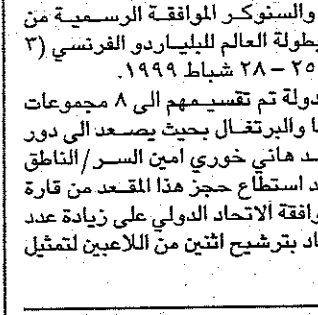 والسنوكر الموافقة الرسمية من
بطولة العالم للبلياردو الفرنسي (٣
٢٥ - ٢٨ شباط ١٩٩٩.
دولة تم تقسيمهم الى ٨ مجموعات
ا والبرتغال بحيث يصعد الى دور
ـد هاني خوري امين السر/الناطق
د استطاع حجز هذا المقعد من قارة
وافقة الاتحاد الدولي على زيادة عدد
اد بترشيح اثنين من اللاعبين لتمثيل